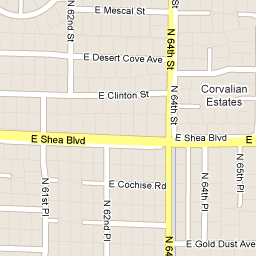 E Mescal St
N 62nd St
N 64th St
E Desert Cove Ave
E Clinton St
N 64th St
Corvalian
Estates
E Shea Blvd
E Shea Blvd
E
N 61st Pl
N 62nd Pl
E Cochise Rd
N 64th Pl
N 65th Pl
N 64
E Gold Dust Ave